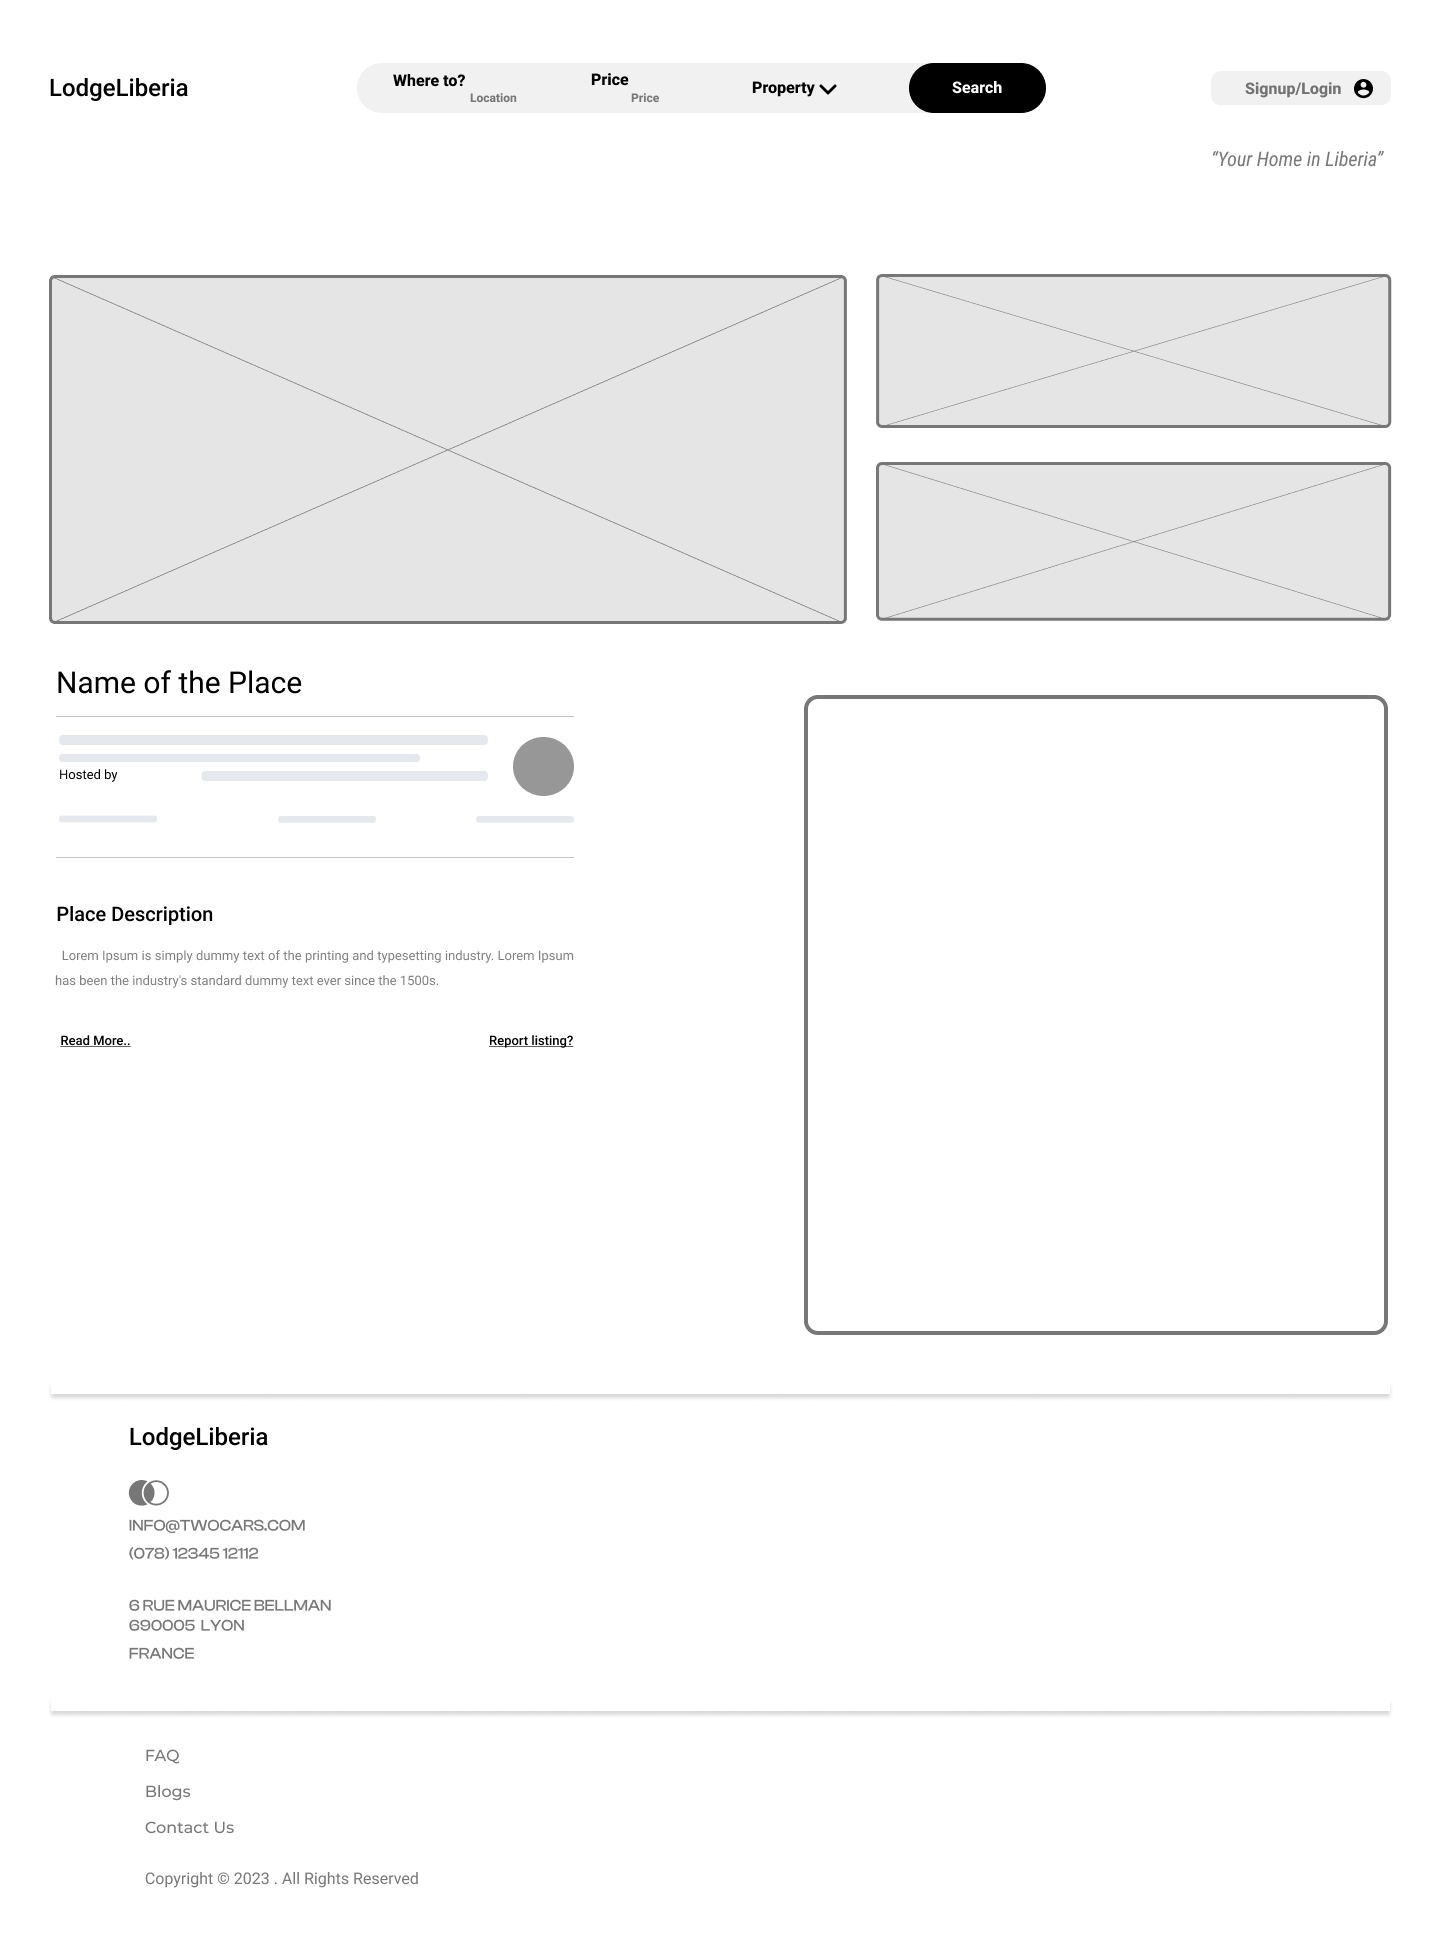 LodgeLiberia
Where to?
Location
Price
Price
Property
Search
Signup/Login
“Your Home in Liberia”
Name of the Place
Hosted by
Place Description
Lorem Ipsum is simply dummy text of the printing and typesetting industry. Lorem Ipsum
has been the industry's standard dummy text ever since the 1500s.
Read More..
Report listing?
LodgeLiberia
INFO@TWOCARS.COM
(078) 12345 12112
6 RUE MAURICE BELLMAN
690005 LYON
FRANCE
FAQ
Blogs
Contact Us
Copyright © 2023 . All Rights Reserved